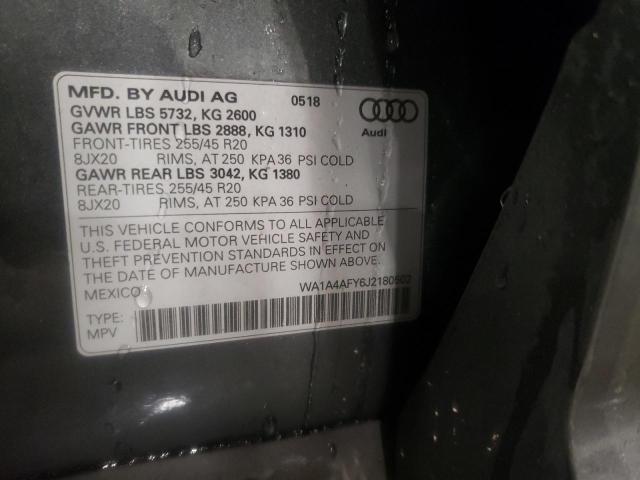 MFD. BY AUDI AG 0518
GVWR LBS 5732, KG 2600
GAWR FRONT LBS 2888, KG 1310
Audi
FRONT-TIRES 255/45 R20
8JX20 RIMS, AT 250 KPA 36 PSI COLD
GAWR REAR LBS 3042, KG 1380
REAR-TIRES 255/45 R20
8JX20 RIMS, AT 250 KPA 36 PSI COLD
THIS VEHICLE CONFORMS TO ALL APPLICABLE
U.S. FEDERAL MOTOR VEHICLE SAFETY AND
THEFT PREVENTION STANDARDS IN EFFECT ON
THE DATE OF MANUFACTURE SHOWN ABOVE.
MEXICO WA1A4AFY6J2180502
TYPE:
MPV